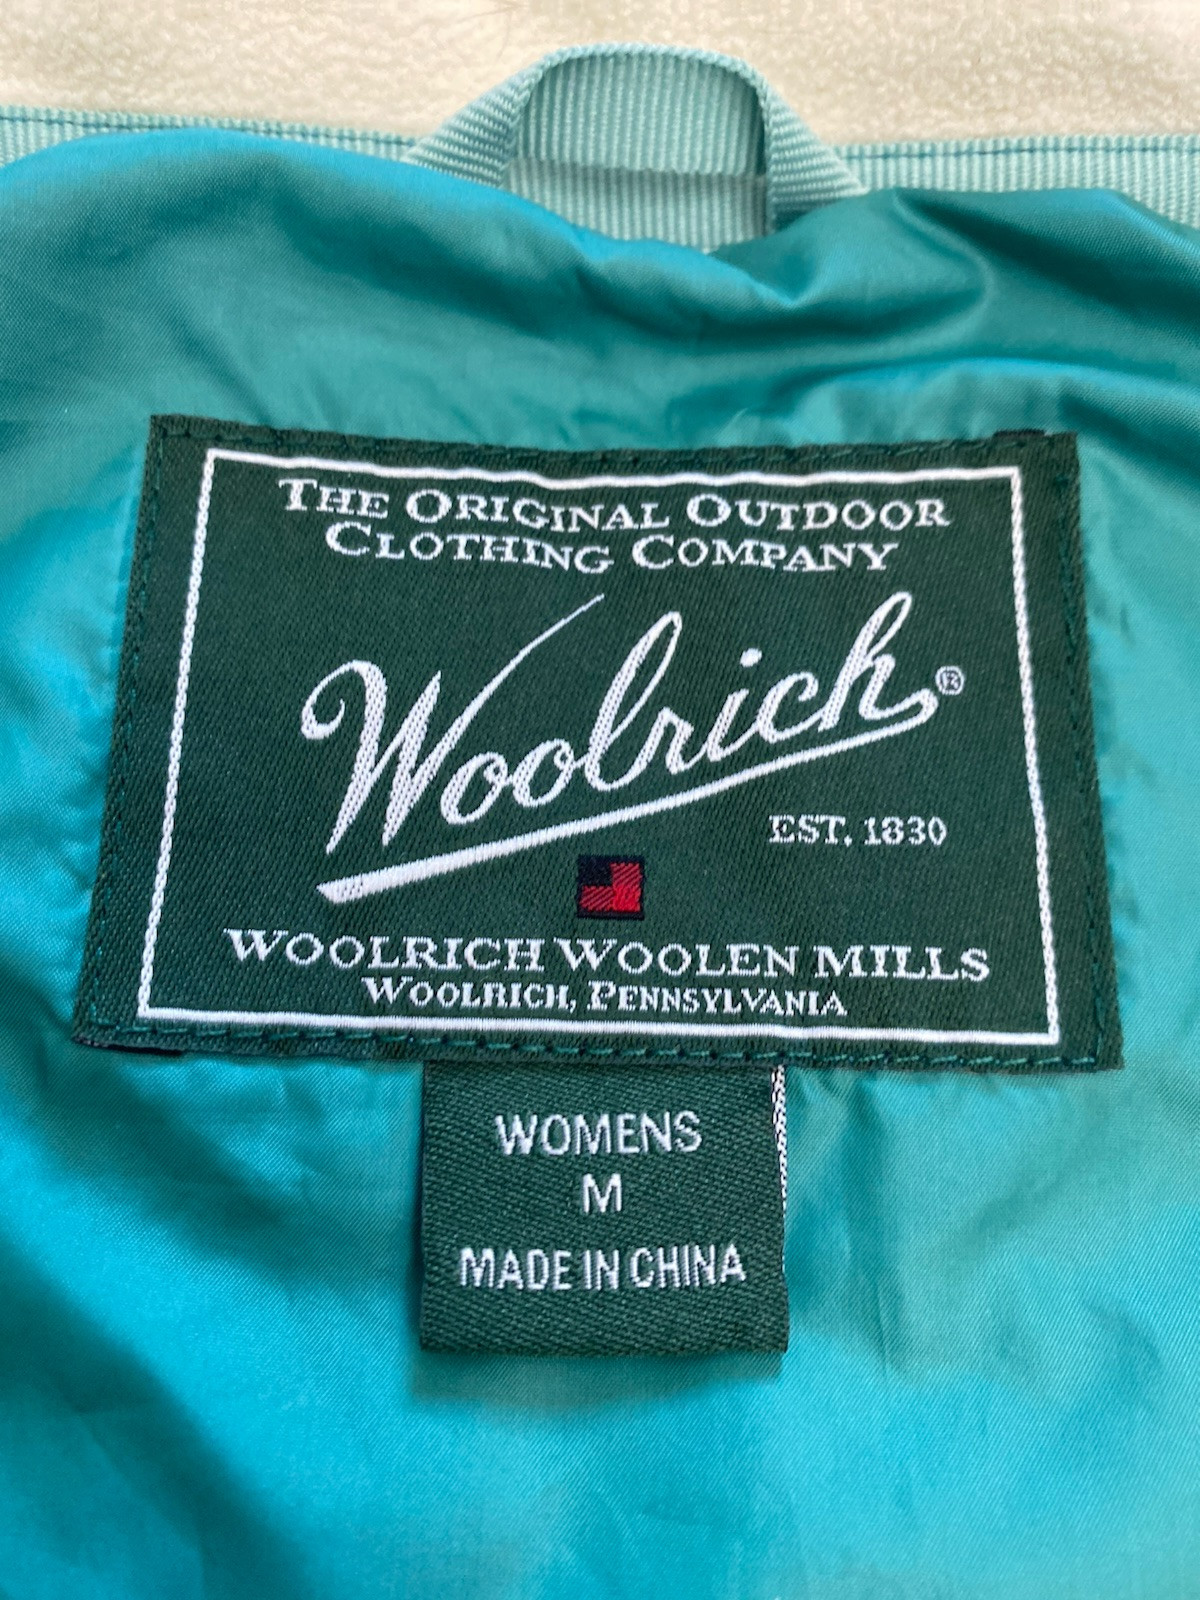 THE ORIGINAL OUTDOOR
CLOTHING COMPANY
Woolrich®
EST. 1830
WOOLRICH WOOLEN MILLS
WOOLRICH, PENNSYLVANIA
WOMENS
M
MADE IN CHINA